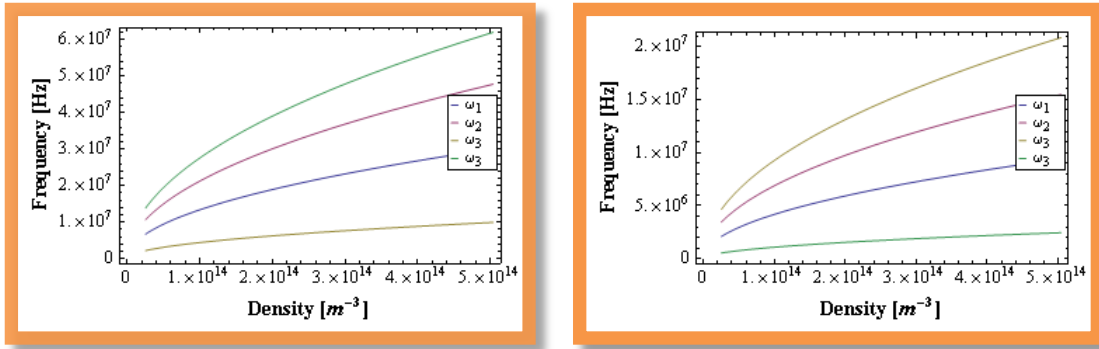 6.×10⁷
5.×10⁷
4.×10⁷
3.×10⁷
2.×10⁷
1.×10⁷
0
Frequency [Hz]
ω₁
ω₂
ω₃
ω₃
0 1.×10¹⁴ 2.×10¹⁴ 3.×10¹⁴ 4.×10¹⁴ 5.×10¹⁴
Density [m⁻³]
2.×10⁷
1.5×10⁷
1.×10⁷
5.×10⁶
0
Frequency [Hz]
ω₁
ω₂
ω₃
ω₃
0 1.×10¹⁴ 2.×10¹⁴ 3.×10¹⁴ 4.×10¹⁴ 5.×10¹⁴
Density [m⁻³]